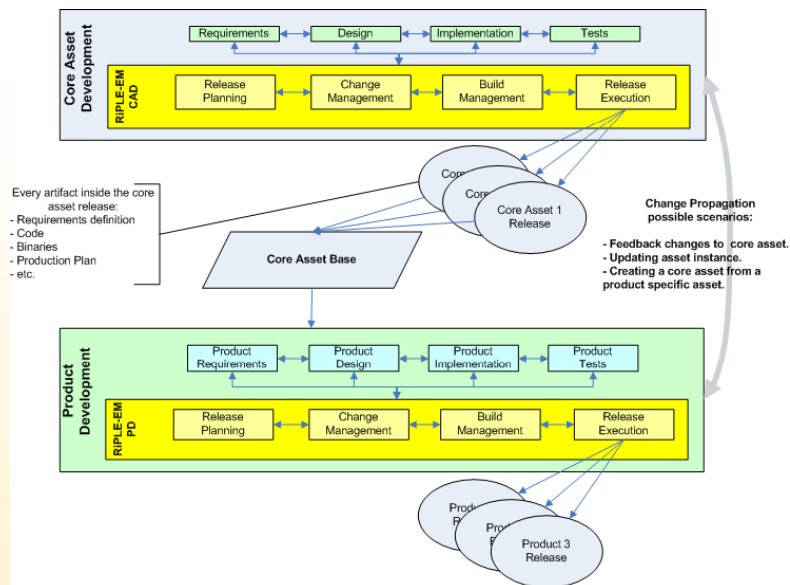 Core Asset
Development
Requirements
Design
Implementation
Tests
RiPLE-EM
CAD
Release
Planning
Change
Management
Build
Management
Release
Execution
Every artifact inside the core
asset release:
- Requirements definition
- Code
- Binaries
- Production Plan
- etc.
Core Asset 1
Release
Core Asset Base
Change Propagation
possible scenarios:
- Feedback changes to core asset.
- Updating asset instance.
- Creating a core asset from a
product specific asset.
Product
Development
Product
Requirements
Product
Design
Product
Implementation
Product
Tests
RiPLE-EM
PD
Release
Planning
Change
Management
Build
Management
Release
Execution
Product 3
Release